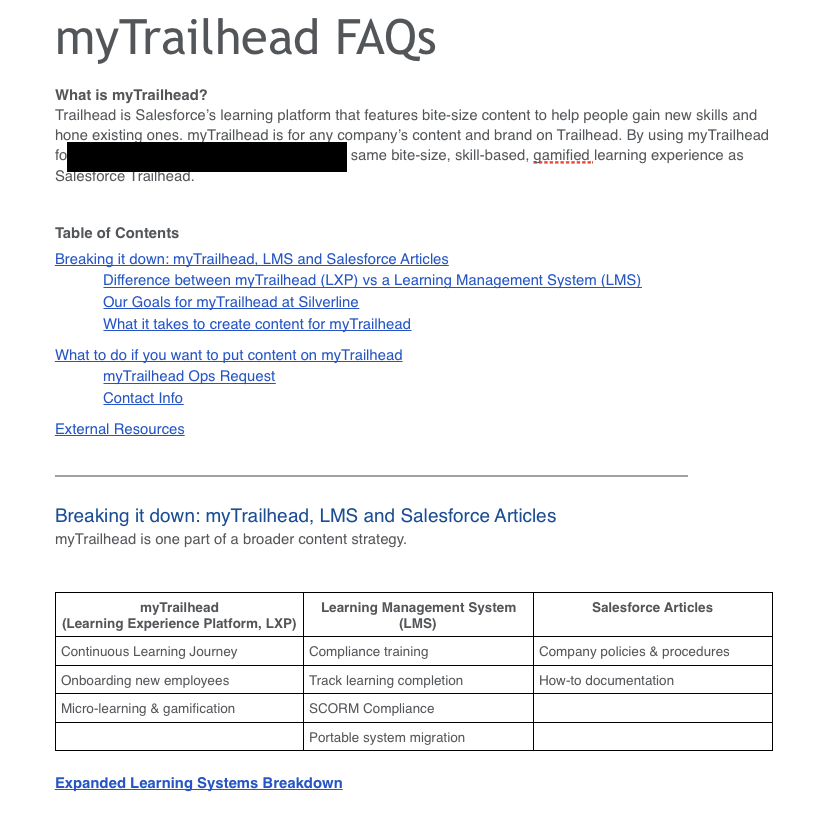 myTrailhead FAQs
What is myTrailhead?
Trailhead is Salesforce’s learning platform that features bite-size content to help people gain new skills and
hone existing ones. myTrailhead is for any company’s content and brand on Trailhead. By using myTrailhead
fo same bite-size, skill-based, gamified learning experience as
Salesforce Trailhead.
Table of Contents
Breaking it down: myTrailhead, LMS and Salesforce Articles
Difference between myTrailhead (LXP) vs a Learning Management System (LMS)
Our Goals for myTrailhead at Silverline
What it takes to create content for myTrailhead
What to do if you want to put content on myTrailhead
myTrailhead Ops Request
Contact Info
External Resources
Breaking it down: myTrailhead, LMS and Salesforce Articles
myTrailhead is one part of a broader content strategy.
myTrailhead
(Learning Experience Platform, LXP)
Learning Management System
(LMS)
Salesforce Articles
Continuous Learning Journey
Compliance training
Company policies & procedures
Onboarding new employees
Track learning completion
How-to documentation
Micro-learning & gamification
SCORM Compliance
Portable system migration
Expanded Learning Systems Breakdown